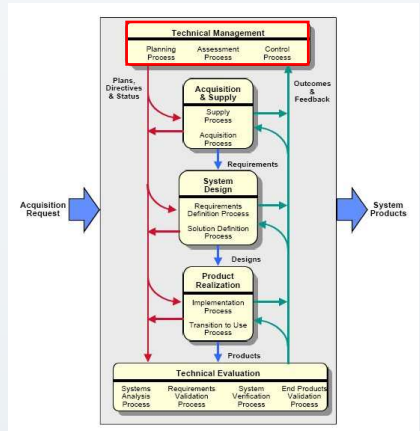 Technical Management
Planning Process
Assessment Process
Control Process
Plans, Directives & Status
Outcomes & Feedback
Acquisition & Supply
Supply Process
Acquisition Process
Requirements
System Design
Requirements Definition Process
Solution Definition Process
Acquisition Request
System Products
Designs
Product Realization
Implementation Process
Transition to Use Process
Products
Technical Evaluation
Systems Analysis Process
Requirements Validation Process
System Verification Process
End Products Validation Process